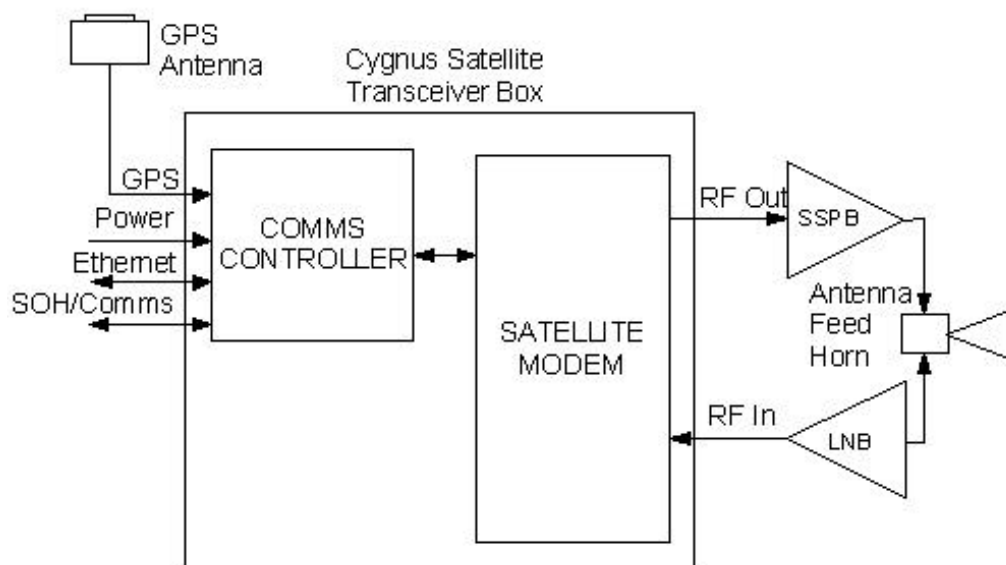 GPS
Antenna
Cygnus Satellite
Transceiver Box
GPS
Power
Ethernet
SOH/Comms
COMMS
CONTROLLER
SATELLITE
MODEM
RF Out
SSPB
Antenna
Feed
Horn
RF In
LNB